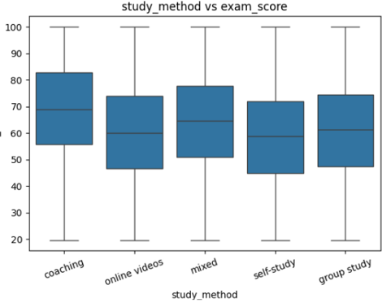 study_method vs exam_score
100
90
80
70
60
50
40
30
20
coaching
online videos
mixed
self-study
group study
study_method